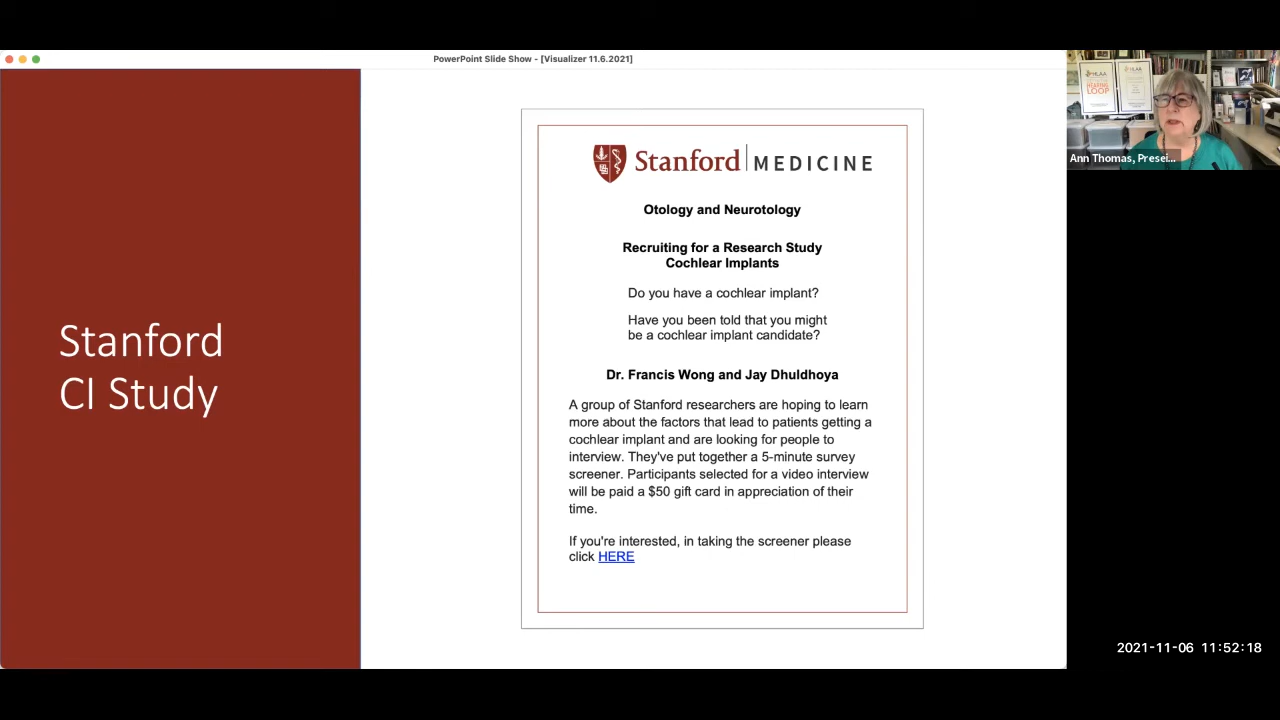 PowerPoint Slide Show - [Visualizer 11.6.2021]
Stanford
CI Study
Stanford MEDICINE
Otology and Neurotology
Recruiting for a Research Study
Cochlear Implants
Do you have a cochlear implant?
Have you been told that you might
be a cochlear implant candidate?
Dr. Francis Wong and Jay Dhuldhoya
A group of Stanford researchers are hoping to learn
more about the factors that lead to patients getting a
cochlear implant and are looking for people to
interview. They've put together a 5-minute survey
screener. Participants selected for a video interview
will be paid a $50 gift card in appreciation of their
time.
If you're interested, in taking the screener please
click HERE
HLAA
HEARING
LOOP
HLAA
Ann Thomas, Presei...
2021-11-06 11:52:18